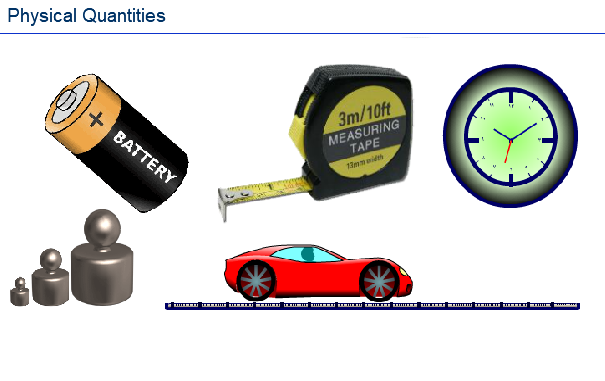 Physical Quantities
+
BATTERY
3m/10ft
MEASURING
TAPE
13mm width